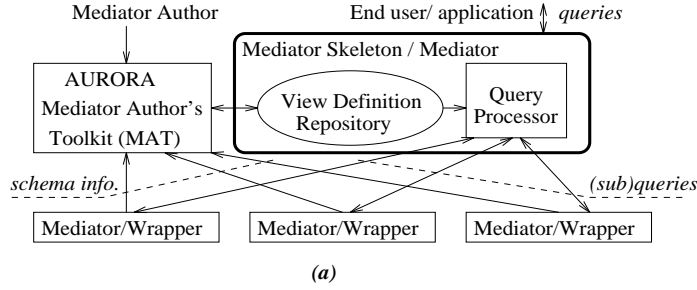 Mediator Author
End user/ application
queries
Mediator Skeleton / Mediator
AURORA
Mediator Author's
Toolkit (MAT)
View Definition
Repository
Query
Processor
schema info.
(sub)queries
Mediator/Wrapper
Mediator/Wrapper
Mediator/Wrapper
(a)